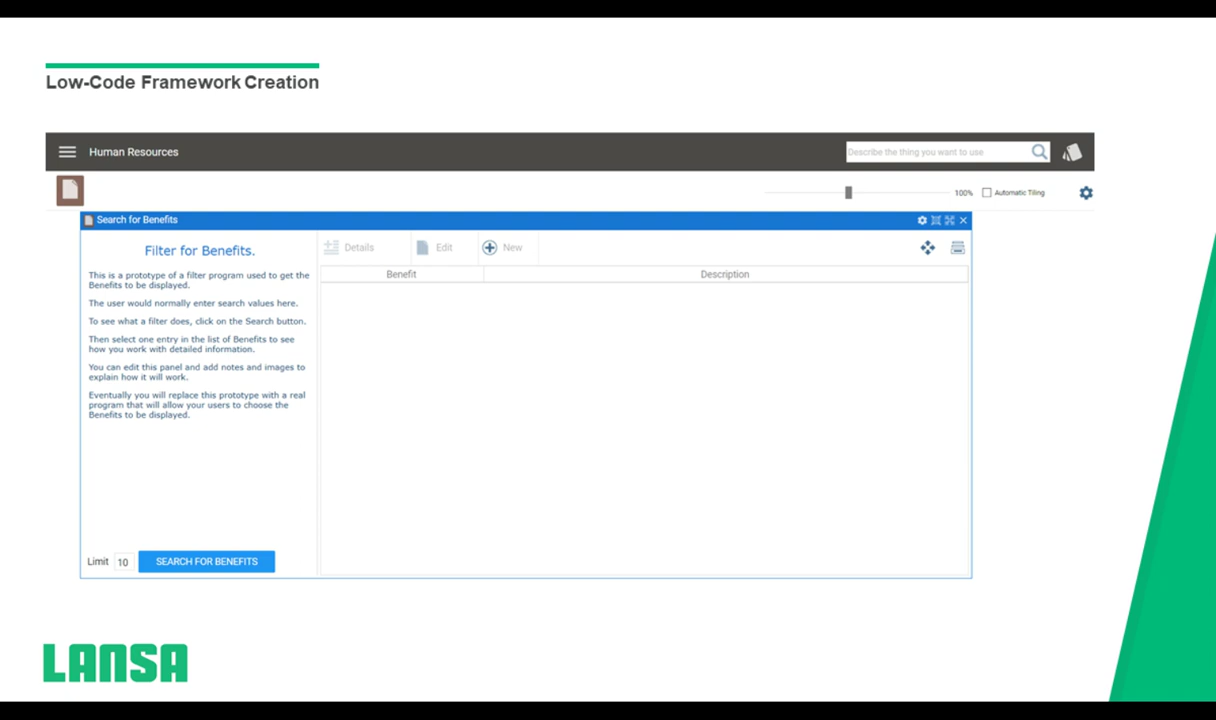 Low-Code Framework Creation
Human Resources
Describe the thing you want to use
100%
Automatic Tiling
Search for Benefits
Filter for Benefits.
This is a prototype of a filter program used to get the
Benefits to be displayed.
The user would normally enter search values here.
To see what a filter does, click on the Search button.
Then select one entry in the list of Benefits to see
how you work with detailed information.
You can edit this panel and add notes and images to
explain how it will work.
Eventually you will replace this prototype with a real
program that will allow your users to choose the
Benefits to be displayed.
Limit 10 SEARCH FOR BENEFITS
Details Edit New
Benefit Description
LANSA